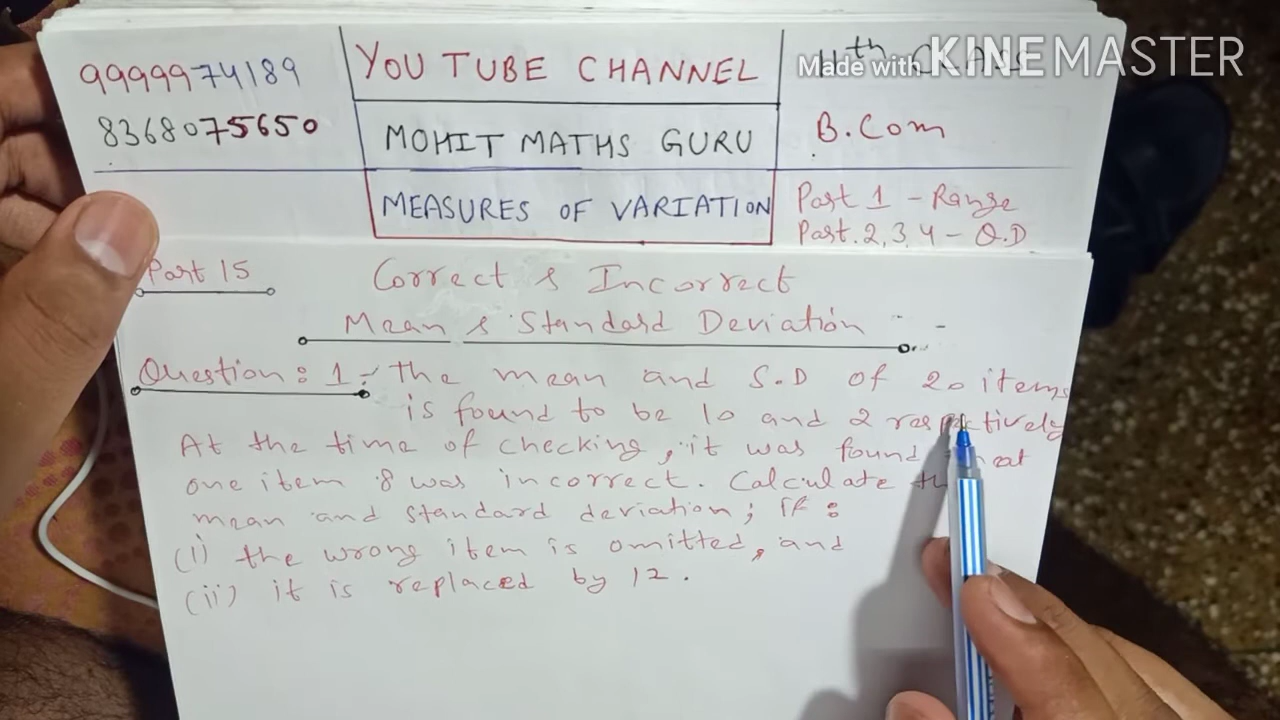 9999974189
8368075650
YOU TUBE CHANNEL
MOHIT MATHS GURU
MEASURES OF VARIATION
11th
Made with KINEMASTER
B.Com
Part 1 - Range
Part. 2, 3, 4 - Q.D
Part 15
Correct & Incorrect
Mean & Standard Deviation
Question: 1 :- The mean and S.D of 20 items
is found to be 10 and 2 respectively
At the time of checking, it was found that
one item 8 was incorrect. Calculate the
mean and standard deviation; if :
(i) the wrong item is omitted, and
(ii) it is replaced by 12.